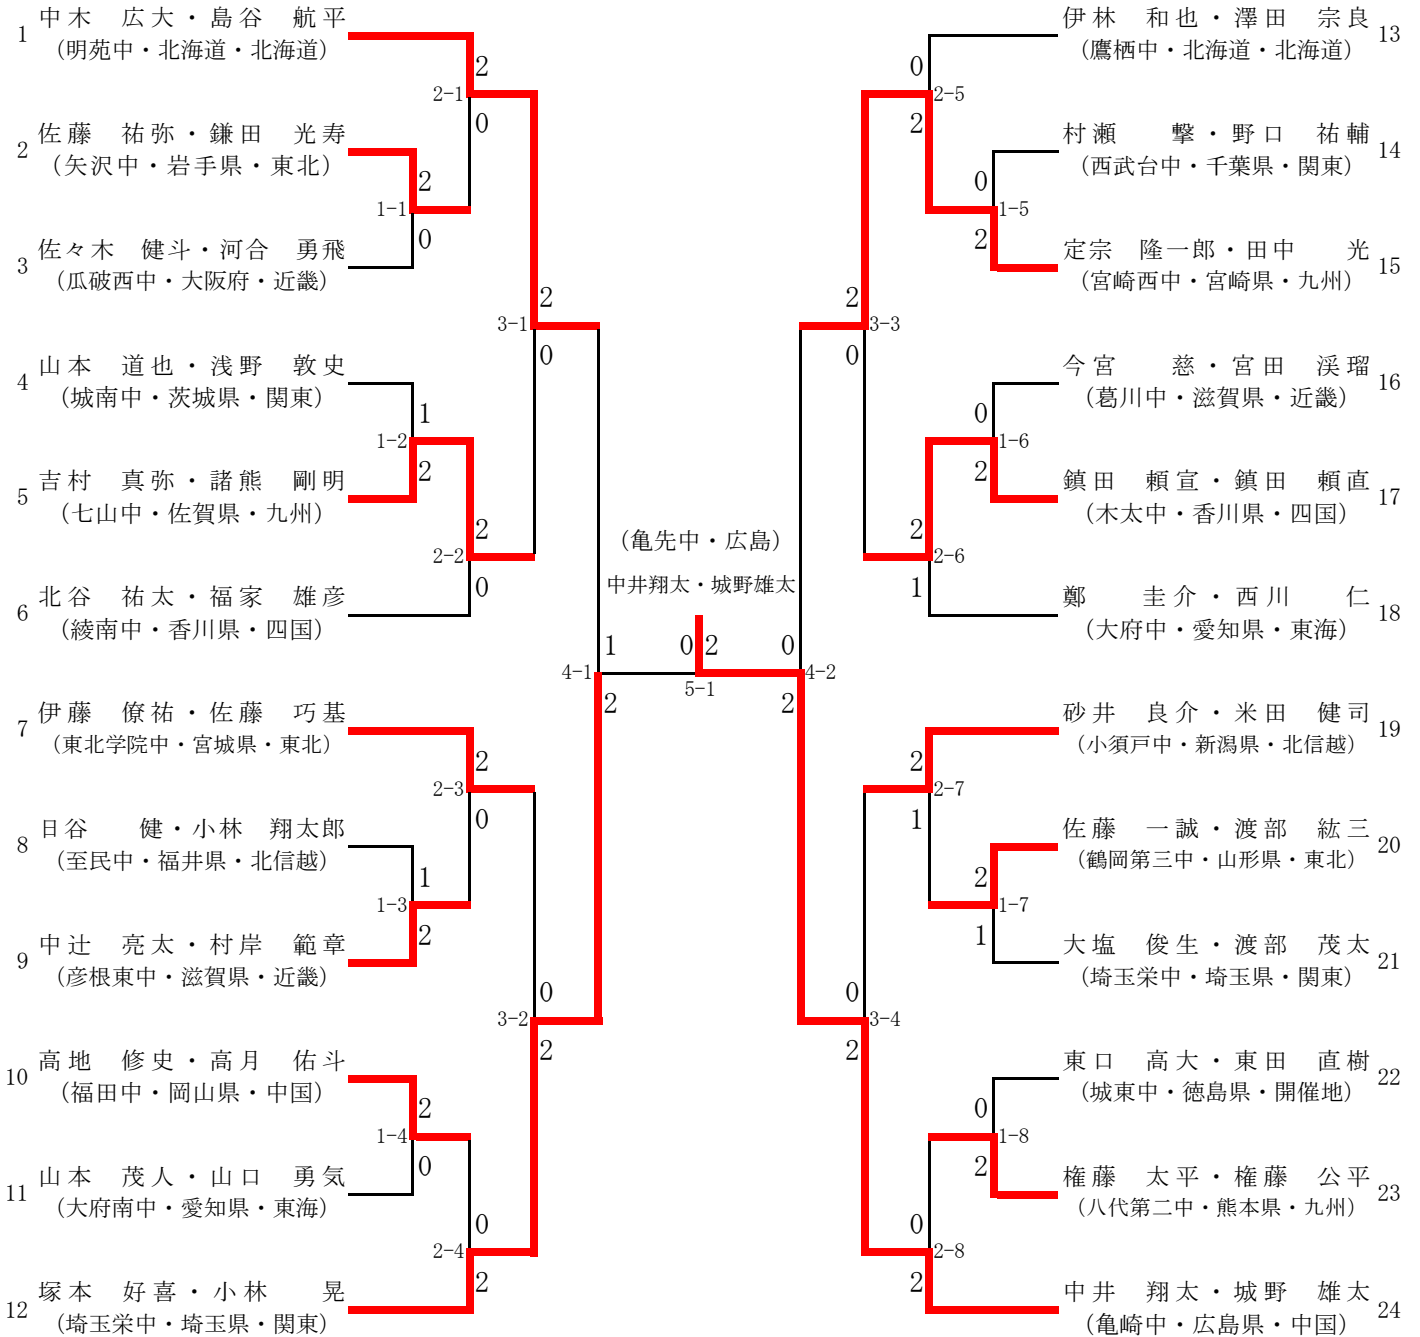 1
中木 広大・島谷 航平
（明苑中・北海道・北海道）
2
2-1
0
2
佐藤 祐弥・鎌田 光寿
（矢沢中・岩手県・東北）
2
1-1
0
3
佐々木 健斗・河合 勇飛
（瓜破西中・大阪府・近畿）
2
3-1
0
4
山本 道也・浅野 敦史
（城南中・茨城県・関東）
1
1-2
2
5
吉村 真弥・諸熊 剛明
（七山中・佐賀県・九州）
2
2-2
0
6
北谷 祐太・福家 雄彦
（綾南中・香川県・四国）
1
4-1
2
7
伊藤 僚祐・佐藤 巧基
（東北学院中・宮城県・東北）
2
2-3
0
8
日谷 健・小林 翔太郎
（至民中・福井県・北信越）
1
1-3
2
9
中辻 亮太・村岸 範章
（彦根東中・滋賀県・近畿）
0
3-2
2
10
高地 修史・高月 佑斗
（福田中・岡山県・中国）
2
1-4
0
11
山本 茂人・山口 勇気
（大府南中・愛知県・東海）
0
2-4
2
12
塚本 好喜・小林 晃
（埼玉栄中・埼玉県・関東）
（亀先中・広島）
中井翔太・城野雄太
0 2
5-1
伊林 和也・澤田 宗良
（鷹栖中・北海道・北海道）
13
0
2-5
2
村瀬 撃・野口 祐輔
（西武台中・千葉県・関東）
14
0
1-5
2
定宗 隆一郎・田中 光
（宮崎西中・宮崎県・九州）
15
2
3-3
0
今宮 慈・宮田 渓瑠
（葛川中・滋賀県・近畿）
16
0
1-6
2
鎮田 頼宣・鎮田 頼直
（木太中・香川県・四国）
17
2
2-6
1
鄭 圭介・西川 仁
（大府中・愛知県・東海）
18
0
4-2
2
砂井 良介・米田 健司
（小須戸中・新潟県・北信越）
19
2
2-7
1
佐藤 一誠・渡部 紘三
（鶴岡第三中・山形県・東北）
20
2
1-7
1
大塩 俊生・渡部 茂太
（埼玉栄中・埼玉県・関東）
21
0
3-4
2
東口 高大・東田 直樹
（城東中・徳島県・開催地）
22
0
1-8
2
権藤 太平・権藤 公平
（八代第二中・熊本県・九州）
23
0
2-8
2
中井 翔太・城野 雄太
（亀崎中・広島県・中国）
24